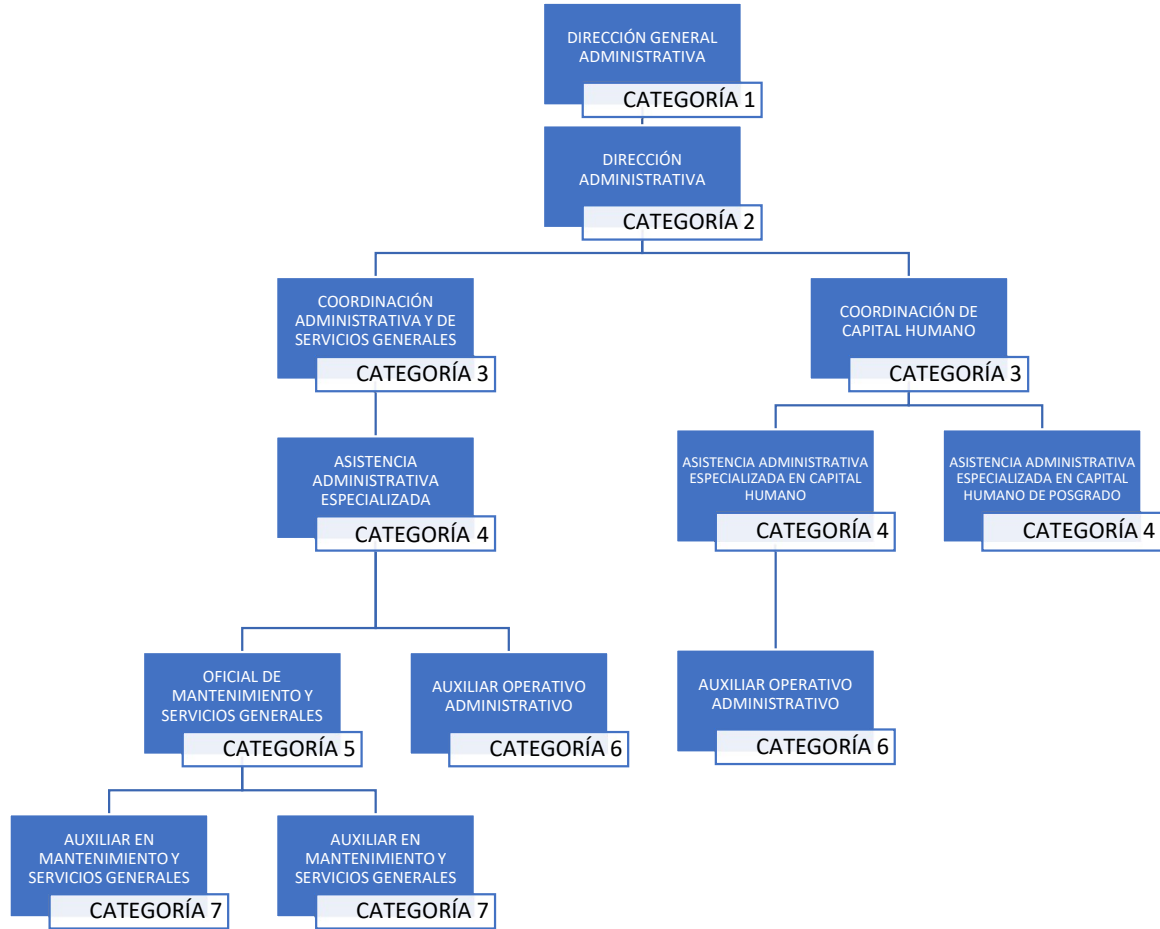 DIRECCIÓN GENERAL
ADMINISTRATIVA
CATEGORÍA 1
DIRECCIÓN
ADMINISTRATIVA
CATEGORÍA 2
COORDINACIÓN
ADMINISTRATIVA Y DE
SERVICIOS GENERALES
CATEGORÍA 3
COORDINACIÓN DE
CAPITAL HUMANO
CATEGORÍA 3
ASISTENCIA
ADMINISTRATIVA
ESPECIALIZADA
CATEGORÍA 4
ASISTENCIA ADMINISTRATIVA
ESPECIALIZADA EN CAPITAL
HUMANO
CATEGORÍA 4
ASISTENCIA ADMINISTRATIVA
ESPECIALIZADA EN CAPITAL
HUMANO DE POSGRADO
CATEGORÍA 4
OFICIAL DE
MANTENIMIENTO Y
SERVICIOS GENERALES
CATEGORÍA 5
AUXILIAR OPERATIVO
ADMINISTRATIVO
CATEGORÍA 6
AUXILIAR OPERATIVO
ADMINISTRATIVO
CATEGORÍA 6
AUXILIAR EN
MANTENIMIENTO Y
SERVICIOS GENERALES
CATEGORÍA 7
AUXILIAR EN
MANTENIMIENTO Y
SERVICIOS GENERALES
CATEGORÍA 7